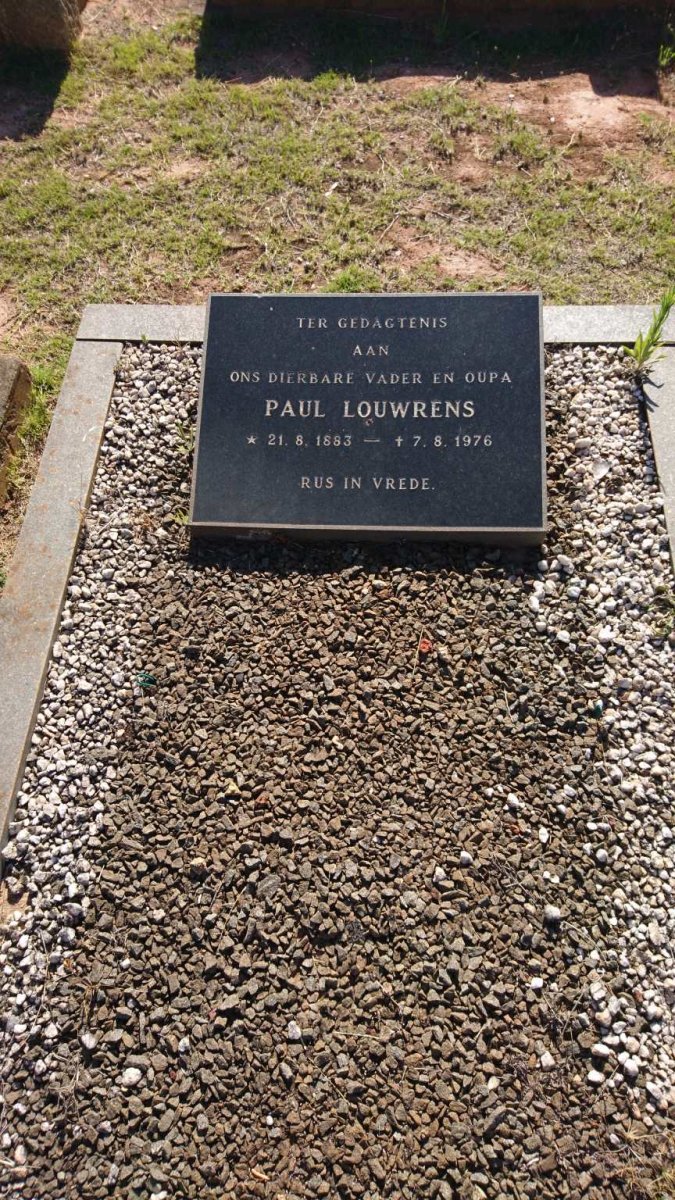 TER GEDAGTENIS
AAN
ONS DIERBARE VADER EN OUPA
PAUL LOUWRENS
★ 21. 8. 1883 — ✝ 7. 8. 1976
RUS IN VREDE.